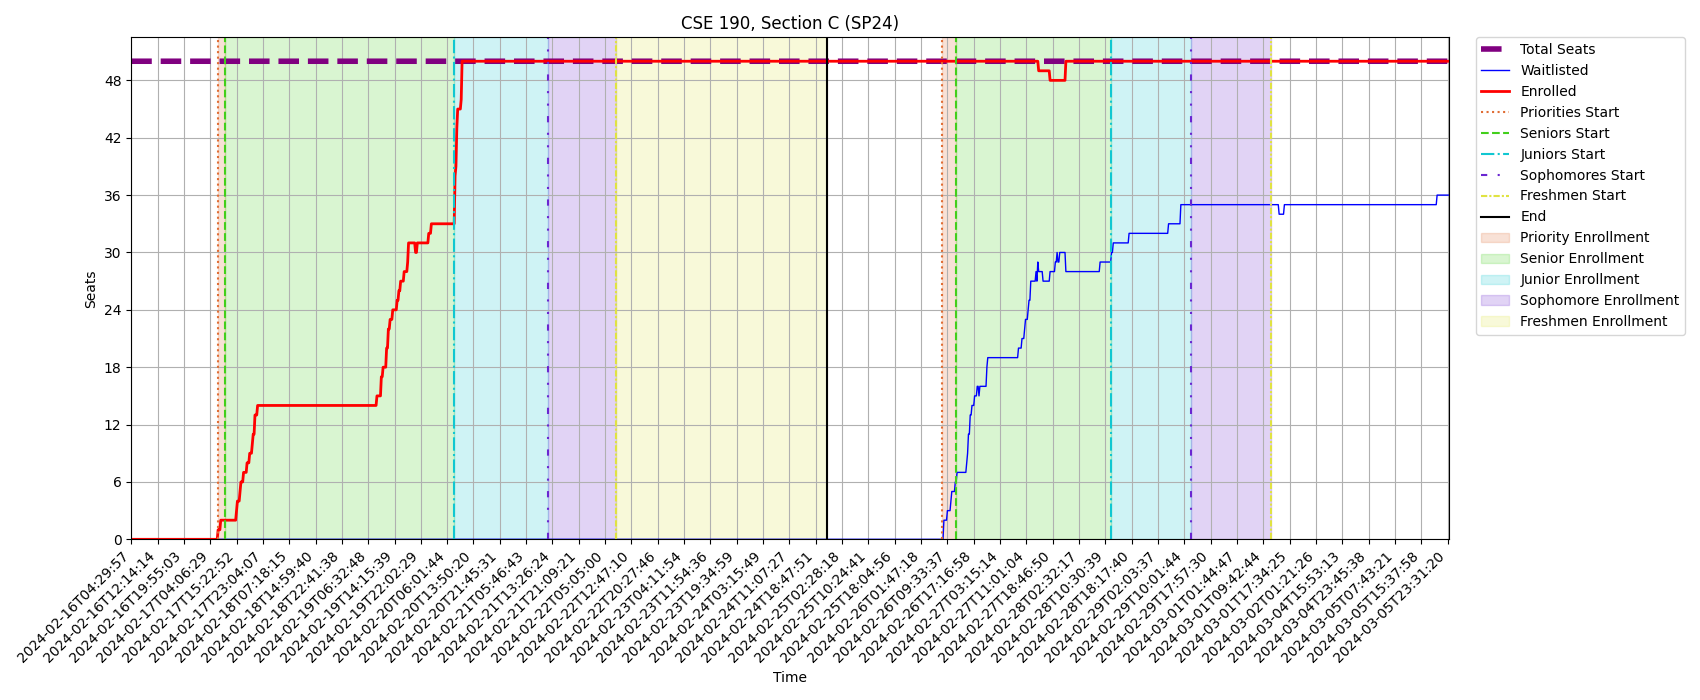 CSE 190, Section C (SP24)
Seats
48
42
36
30
24
18
12
6
0
2024-02-16T04:29:57
2024-02-16T12:14:14
2024-02-16T19:55:03
2024-02-17T04:06:29
2024-02-17T15:22:52
2024-02-17T23:04:07
2024-02-18T07:18:15
2024-02-18T14:59:40
2024-02-18T22:41:38
2024-02-19T06:32:48
2024-02-19T14:15:39
2024-02-19T22:02:29
2024-02-20T06:01:44
2024-02-20T13:50:20
2024-02-20T21:45:31
2024-02-21T05:46:43
2024-02-21T13:26:24
2024-02-21T21:09:21
2024-02-22T05:05:00
2024-02-22T12:47:10
2024-02-22T20:27:46
2024-02-23T04:11:54
2024-02-23T11:54:36
2024-02-23T19:34:59
2024-02-24T03:15:49
2024-02-24T11:07:27
2024-02-24T18:47:51
2024-02-25T02:28:18
2024-02-25T10:24:41
2024-02-25T18:04:56
2024-02-26T01:47:18
2024-02-26T09:33:37
2024-02-26T17:16:58
2024-02-27T03:15:14
2024-02-27T11:01:04
2024-02-27T18:46:50
2024-02-28T02:32:17
2024-02-28T10:30:39
2024-02-28T18:17:40
2024-02-29T02:03:37
2024-02-29T10:01:44
2024-02-29T17:57:30
2024-03-01T01:44:47
2024-03-01T09:42:44
2024-03-01T17:34:25
2024-03-02T01:21:26
2024-03-04T15:53:13
2024-03-04T23:45:38
2024-03-05T07:43:21
2024-03-05T15:37:58
2024-03-05T23:31:20
Time
Total Seats
Waitlisted
Enrolled
Priorities Start
Seniors Start
Juniors Start
Sophomores Start
Freshmen Start
End
Priority Enrollment
Senior Enrollment
Junior Enrollment
Sophomore Enrollment
Freshmen Enrollment